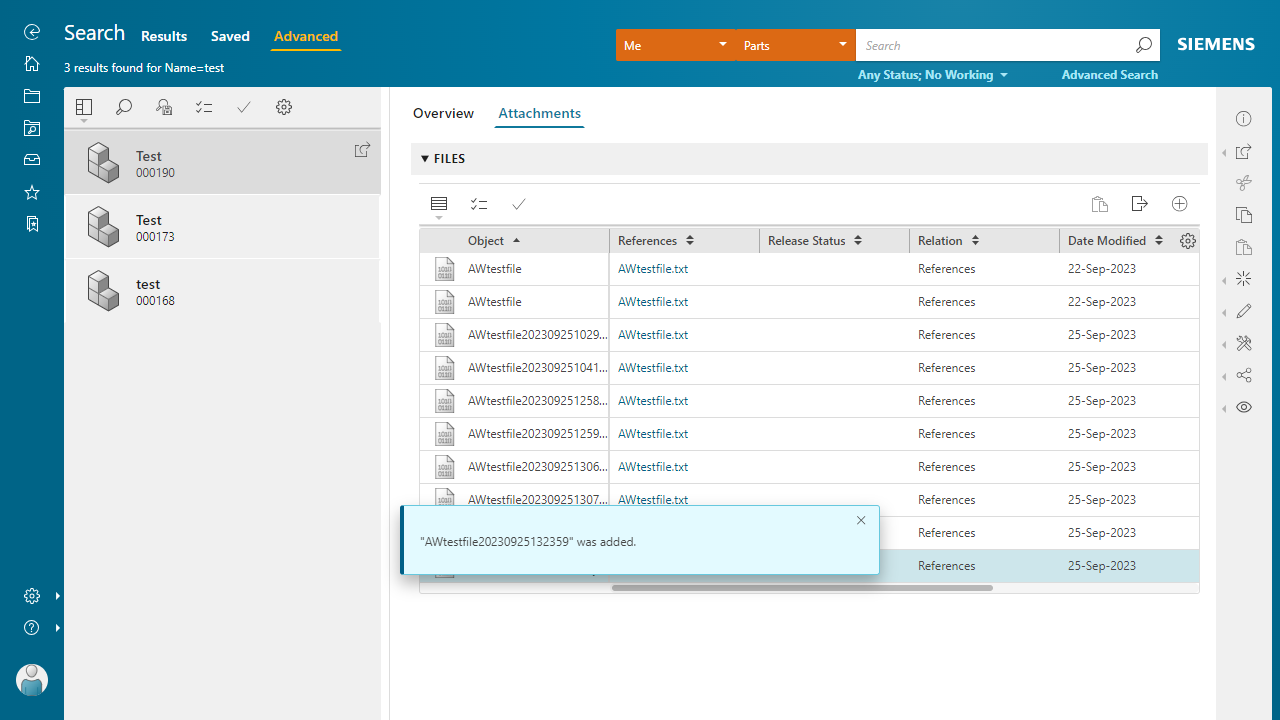 Search Results Saved Advanced
3 results found for Name=test
Me Parts Search SIEMENS
Any Status; No Working Advanced Search
Test
000190
Test
000173
test
000168
Overview Attachments
FILES
Object References Release Status Relation Date Modified
AWtestfile AWtestfile.txt References 22-Sep-2023
AWtestfile AWtestfile.txt References 22-Sep-2023
AWtestfile202309251029... AWtestfile.txt References 25-Sep-2023
AWtestfile202309251041... AWtestfile.txt References 25-Sep-2023
AWtestfile202309251258... AWtestfile.txt References 25-Sep-2023
AWtestfile202309251259... AWtestfile.txt References 25-Sep-2023
AWtestfile202309251306... AWtestfile.txt References 25-Sep-2023
AWtestfile202309251307... AWtestfile.txt References 25-Sep-2023
References 25-Sep-2023
"AWtestfile20230925132359" was added.
References 25-Sep-2023